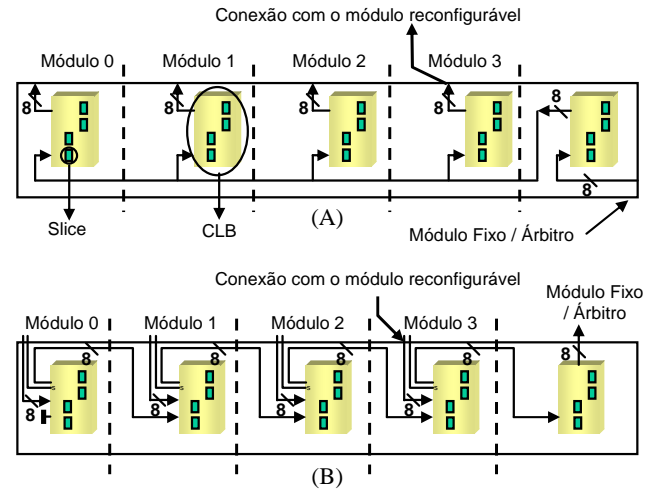 Conexão com o módulo reconfigurável
Módulo 0
Módulo 1
Módulo 2
Módulo 3
8
8
8
8
8
8
Slice
CLB
(A)
Módulo Fixo / Árbitro
Conexão com o módulo reconfigurável
Módulo Fixo
/ Árbitro
Módulo 0
Módulo 1
Módulo 2
Módulo 3
8
8
8
8
8
s
s
s
s
8
8
8
8
(B)